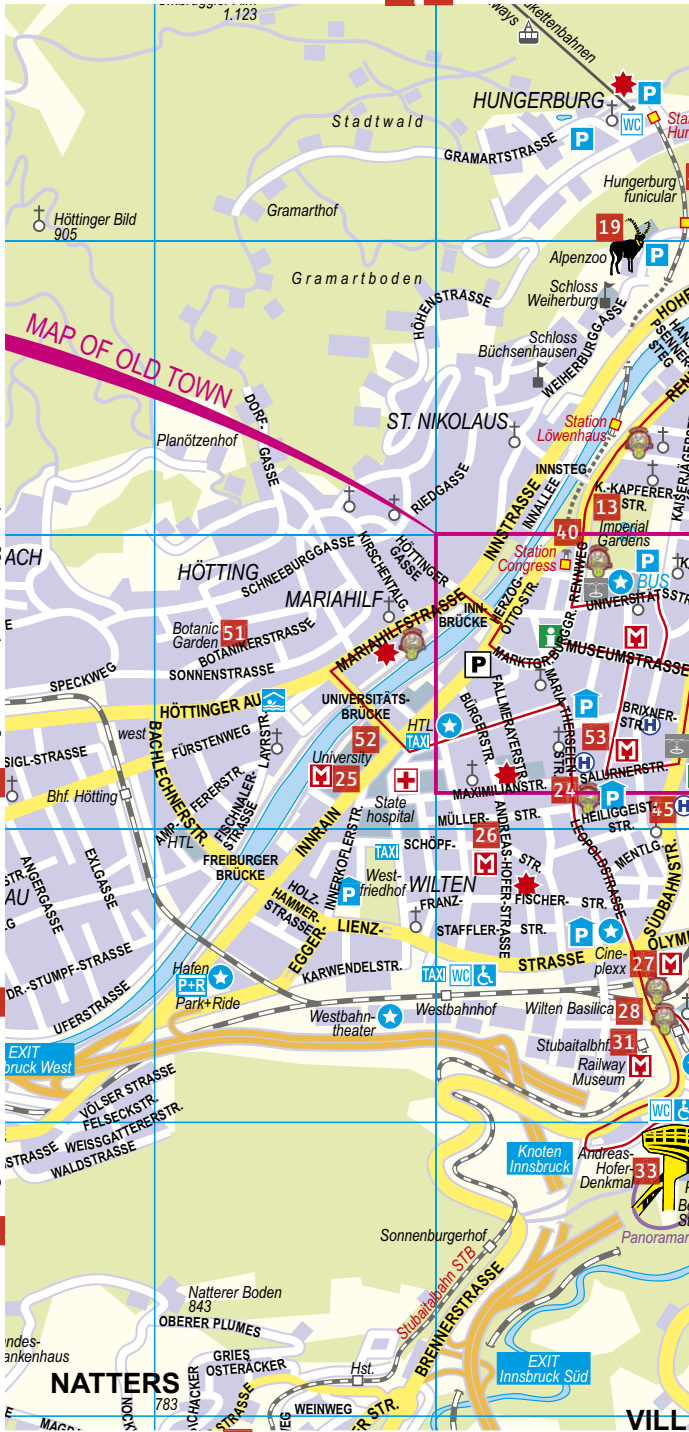 1.123
HUNGERBURG
P
WC
P
Stadtwald
GRAMARTSTRASSE
Hungerburg
funicular
Gramarthof
Höttinger Bild
905
19
Alpenzoo
P
Gramartboden
Schloss
Weiherburg
HÖHENSTRASSE
Schloss
Büchsenhausen
WEIHERBURGGASSE
MAP OF OLD TOWN
DORF-
GASSE
ST. NIKOLAUS
Station
Löwenhaus
Planötzenhof
INNSTEG
RIEDGASSE
INNSTRASSE
INNALLEE
K.-KAPFERER-
STR.
13
Imperial
Gardens
40
Station
Congress
RENNWEG
P
BUS
HÖTTING
SCHNEEBURGGASSE
KIRSCHENTALG.
HÖTTINGER
GASSE
MARIAHILF
MARIAHILFSTRASSE
INN-
BRÜCKE
HERZOG-
OTTO-STR.
Botanic
Garden
51
BOTANIKERSTRASSE
SONNENSTRASSE
MARKTGR.
BURGGR.
MUSEUMSTRASSE
M
SPECKWEG
HÖTTINGER AU
UNIVERSITÄTS-
BRÜCKE
P
HTL
TAXI
BÜRGERSTR.
FALLMERAYERSTR.
MARIA-THERESIEN-
STR.
P
BRIXNER-
STR.
H
53
M
H
SALURNERSTR.
west
BACHLECHNERSTR.
FÜRSTENWEG
52
University
M
25
State
hospital
MAXIMILIANSTR.
24
P
HEILIGGEIST-
STR.
45
H
SIGL-STRASSE
Bhf. Hötting
AMP-
FERERSTR.
FISCHNALER-
STRASSE
HTL
FREIBURGER
BRÜCKE
INNRAIN
INNERKOFLERSTR.
MÜLLER-
STR.
26
M
SCHÖPF-
STR.
TAXI
West-
friedhof
WILTEN
ANDREAS-HOFER-STRASSE
LEOPOLDSTRASSE
MENTLG.
SÜDBAHNSTR.
ANGERGASSE
EXLGASSE
HOLZ-
HAMMER-
STRASSE
P
FRANZ-
FISCHER-
STR.
EGGER-
LIENZ-
STRASSE
STAFFLER-
STR.
P
Cine-
plexx
27
M
DR.-STUMPF-STRASSE
KARWENDELSTR.
UFERSTRASSE
Hafen
P+R
Park+Ride
TAXI
WC
Westbahnhof
Westbahn-
theater
Wilten Basilica
28
Stubaitalbhf.
31
Railway
Museum
M
EXIT
VÖLSER STRASSE
FELSECKSTR.
WEISSGATTERERSTR.
WALDSTRASSE
WC
Knoten
Innsbruck
Andreas-
Hofer-
Denkmal
33
Sonnenburgerhof
Stubaitalbahn STB
BRENNERSTRASSE
Natterer Boden
843
OBERER PLUMES
GRIES
OSTERÄCKER
Hst.
EXIT
Innsbruck Süd
NATTERS
783
WEINWEG